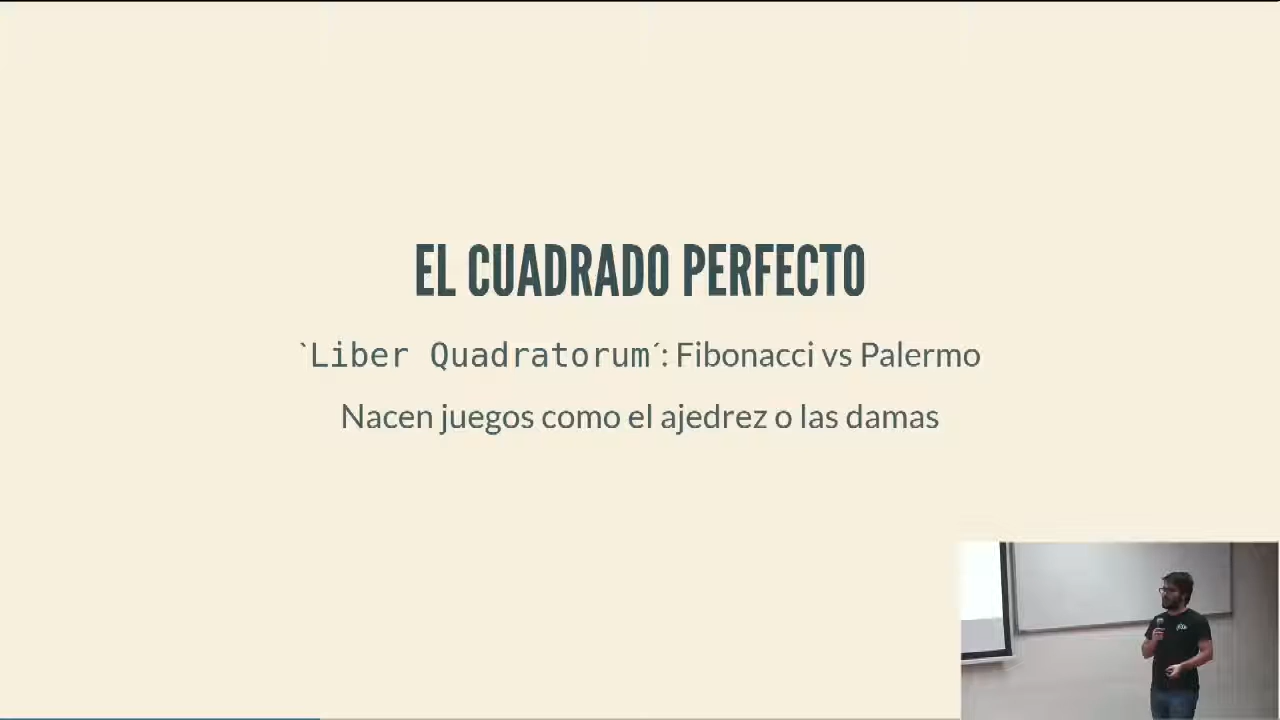 EL CUADRADO PERFECTO
`Liber Quadratorum´: Fibonacci vs Palermo
Nacen juegos como el ajedrez o las damas